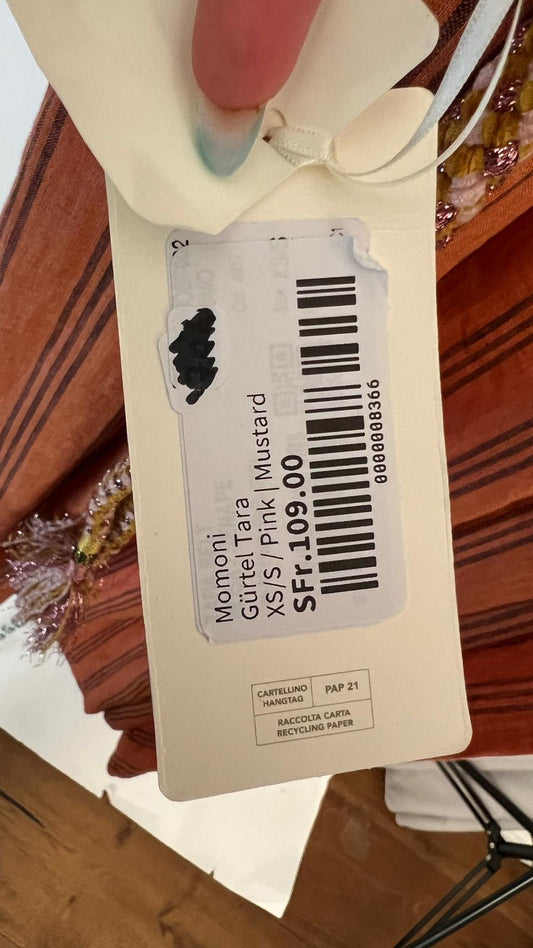 Momoni
Gürtel Tara
XS/S / Pink | Mustard
SFr.109.00
0000008366
CARTELLINO
HANGTAG
PAP 21
RACCOLTA CARTA
RECYCLING PAPER